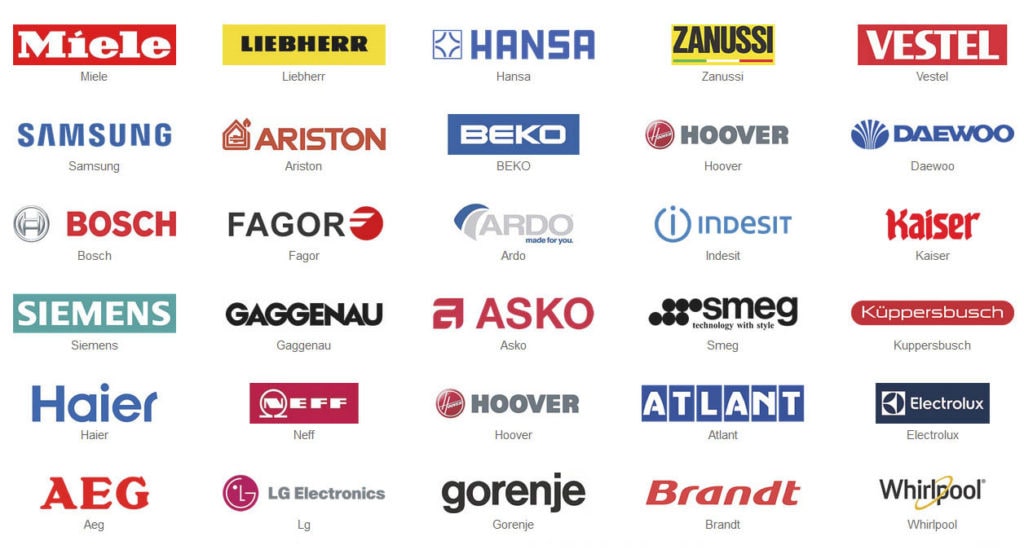 Miele LIEBHERR HANSA ZANUSSI VESTEL
Miele Liebherr Hansa Zanussi Vestel
SAMSUNG ARISTON BEKO HOOVER DAEWOO
Samsung Ariston BEKO Hoover Daewoo
BOSCH FAGOR ARDO INDESIT Kaiser
made for you.
Bosch Fagor Ardo Indesit Kaiser
SIEMENS GAGGENAU ASKO smeg Küppersbusch
technology with style
Siemens Gaggenau Asko Smeg Kuppersbusch
Haier NEFF HOOVER ATLANT Electrolux
Haier Neff Hoover Atlant Electrolux
AEG LG LG Electronics gorenje Brandt Whirlpool
Aeg Lg Gorenje Brandt Whirlpool